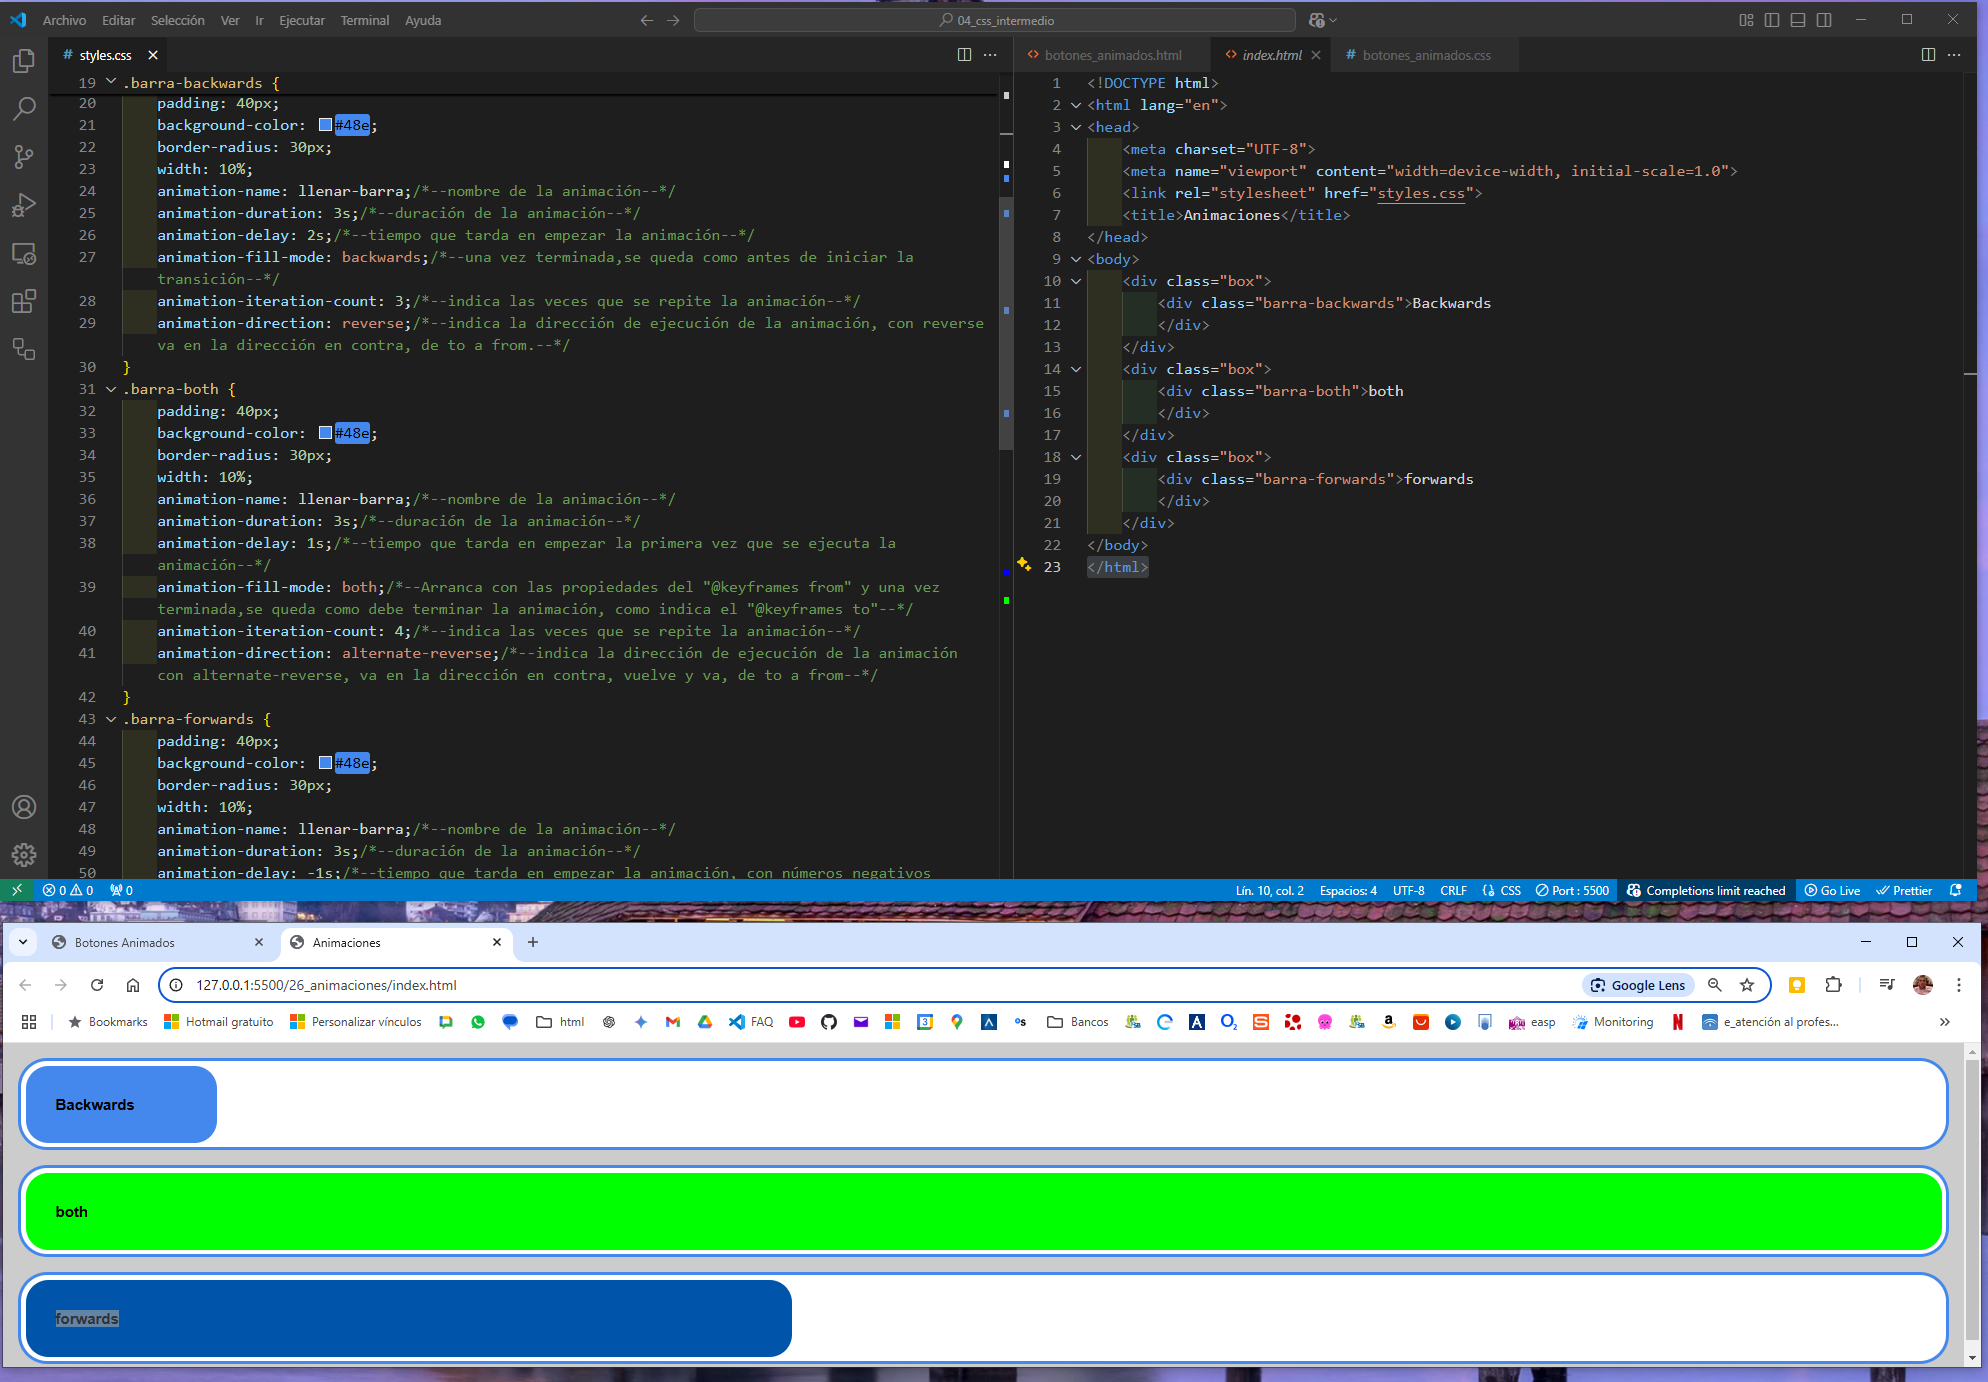 Archivo Editar Selección Ver Ir Ejecutar Terminal Ayuda
04_css_intermedio
# styles.css
19 .barra-backwards {
20 padding: 40px;
21 background-color: #48e;
22 border-radius: 30px;
23 width: 10%;
24 animation-name: llenar-barra;/*--nombre de la animación--*/
25 animation-duration: 3s;/*--duración de la animación--*/
26 animation-delay: 2s;/*--tiempo que tarda en empezar la animación--*/
27 animation-fill-mode: backwards;/*--una vez terminada,se queda como antes de iniciar la
transición--*/
28 animation-iteration-count: 3;/*--indica las veces que se repite la animación--*/
29 animation-direction: reverse;/*--indica la dirección de ejecución de la animación, con reverse
va en la dirección en contra, de to a from.--*/
30 }
31 .barra-both {
32 padding: 40px;
33 background-color: #48e;
34 border-radius: 30px;
35 width: 10%;
36 animation-name: llenar-barra;/*--nombre de la animación--*/
37 animation-duration: 3s;/*--duración de la animación--*/
38 animation-delay: 1s;/*--tiempo que tarda en empezar la primera vez que se ejecuta la
animación--*/
39 animation-fill-mode: both;/*--Arranca con las propiedades del "@keyframes from" y una vez
terminada,se queda como debe terminar la animación, como indica el "@keyframes to"--*/
40 animation-iteration-count: 4;/*--indica las veces que se repite la animación--*/
41 animation-direction: alternate-reverse;/*--indica la dirección de ejecución de la animación
con alternate-reverse, va en la dirección en contra, vuelve y va, de to a from--*/
42 }
43 .barra-forwards {
44 padding: 40px;
45 background-color: #48e;
46 border-radius: 30px;
47 width: 10%;
48 animation-name: llenar-barra;/*--nombre de la animación--*/
49 animation-duration: 3s;/*--duración de la animación--*/
50 animation-delay: -1s;/*--tiempo que tarda en empezar la animación, con números negativos
<> botones_animados.html <> index.html # botones_animados.css
1 <!DOCTYPE html>
2 <html lang="en">
3 <head>
4 <meta charset="UTF-8">
5 <meta name="viewport" content="width=device-width, initial-scale=1.0">
6 <link rel="stylesheet" href="styles.css">
7 <title>Animaciones</title>
8 </head>
9 <body>
10 <div class="box">
11 <div class="barra-backwards">Backwards
12 </div>
13 </div>
14 <div class="box">
15 <div class="barra-both">both
16 </div>
17 </div>
18 <div class="box">
19 <div class="barra-forwards">forwards
20 </div>
21 </div>
22 </body>
23 </html>
0 0 0 Lín. 10, col. 2 Espacios: 4 UTF-8 CRLF CSS Port : 5500 Completions limit reached Go Live Prettier
Botones Animados Animaciones
127.0.0.1:5500/26_animaciones/index.html Google Lens
Bookmarks Hotmail gratuito Personalizar vínculos html FAQ Bancos easp Monitoring e_atención al profes...
Backwards
both
forwards